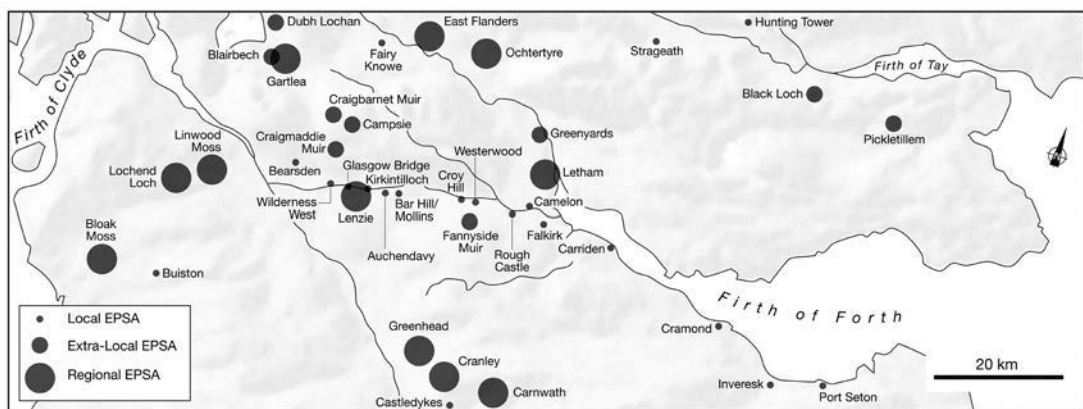 Dubh Lochan
East Flanders
Hunting Tower
Blairbech
Gartlea
Fairy
Knowe
Ochtertyre
Strageath
Firth of Tay
Firth of Clyde
Black Loch
Craigbarnet Muir
Campsie
Pickletillem
Linwood
Moss
Craigmaddie
Muir
Greenyards
Westerwood
Lochend
Loch
Bearsden
Glasgow Bridge
Kirkintilloch
Croy
Hill
Letham
Wilderness
West
Lenzie
Bar Hill/
Mollins
Camelon
Bloak
Moss
Auchendavy
Fannyside
Muir
Rough
Castle
Falkirk
Carriden
Buiston
Firth of Forth
Local EPSA
Extra-Local EPSA
Regional EPSA
Greenhead
Cranley
Carnwath
Castledykes
Cramond
Inveresk
Port Seton
20 km